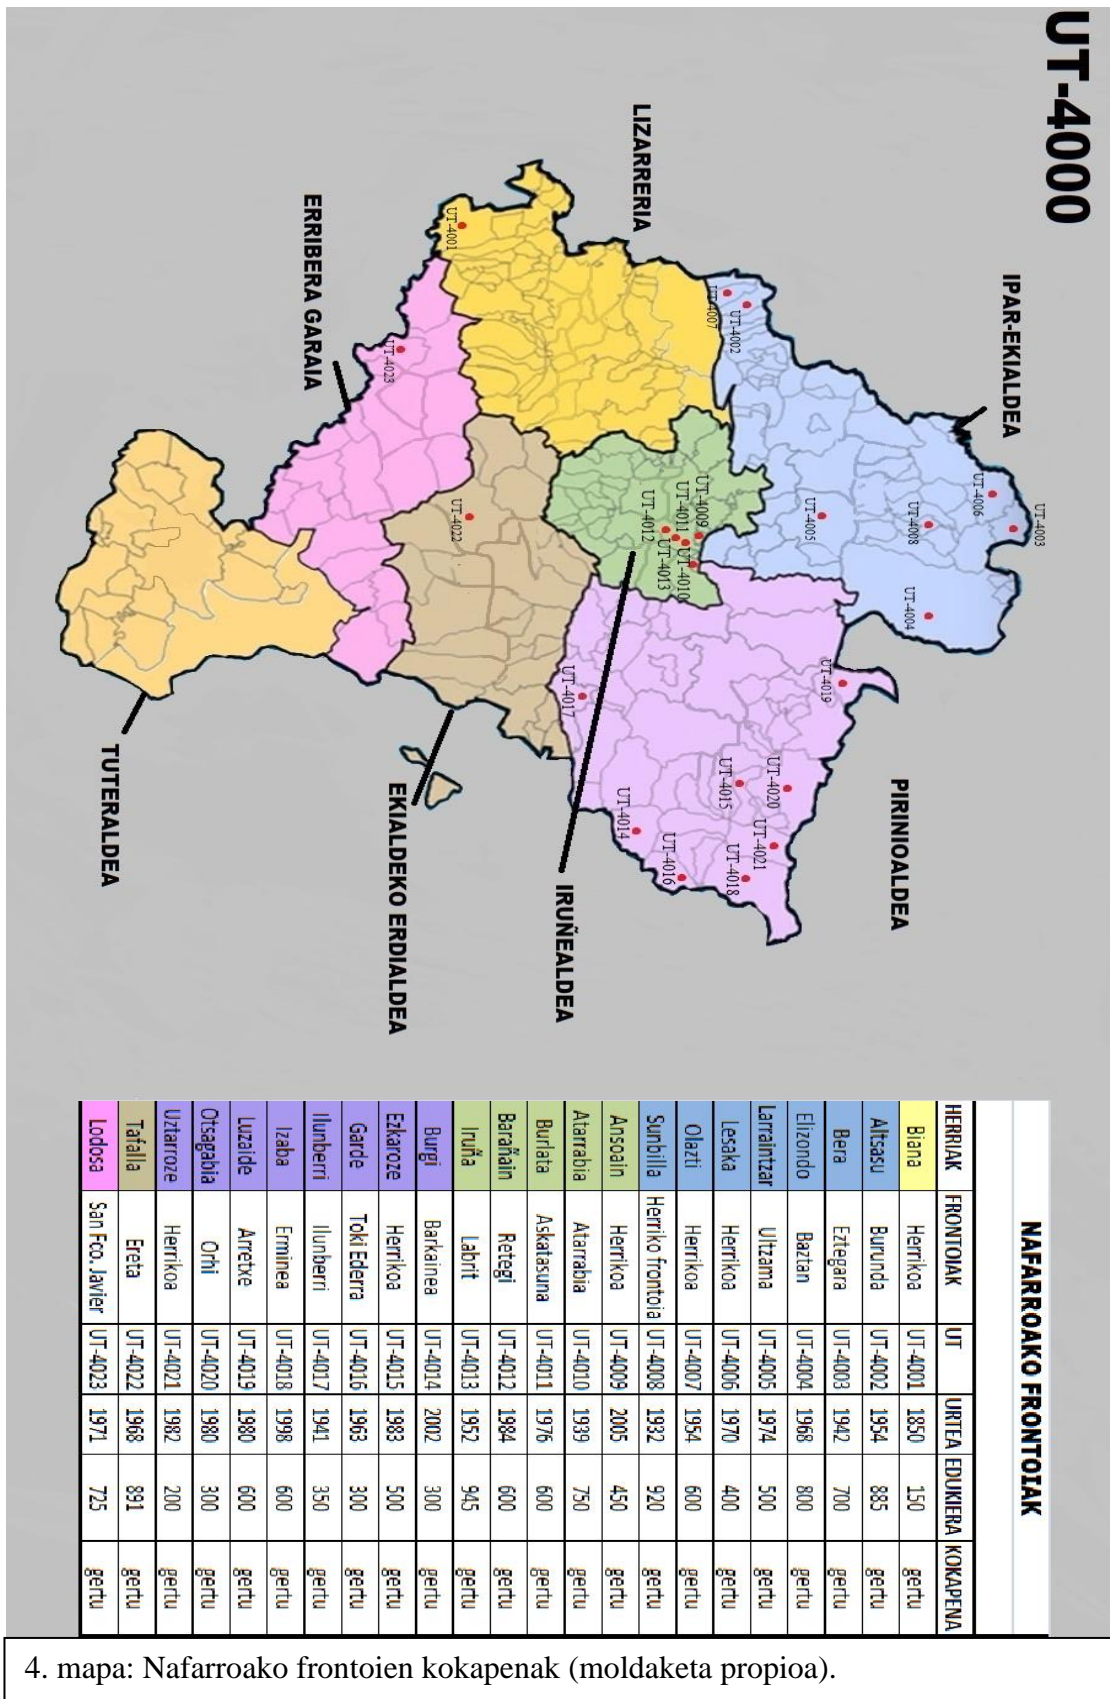 UT-4000
IPAR-EKIALDEA
LIZARRERIA
ERRIBERA GARAIA
PIRINIOALDEA
IRUÑEALDEA
EKIALDEKO ERDIALDEA
TUTERALDEA
UT-4001
UT-4002
UT-4003
UT-4004
UT-4005
UT-4006
UT-4007
UT-4008
UT-4009
UT-4010
UT-4011
UT-4012
UT-4013
UT-4014
UT-4015
UT-4016
UT-4017
UT-4018
UT-4019
UT-4020
UT-4021
UT-4022
UT-4023
NAFARROAKO FRONTOIAK
HERRIAK FRONTOIAK UT URTEA EDUKIERA KOKAPENA
Biana Herrikoa UT-4001 1850 150 gertu
Altsasu Burunda UT-4002 1954 885 gertu
Bera Eztegara UT-4003 1942 700 gertu
Elizondo Baztan UT-4004 1968 800 gertu
Larraintzar Ultzama UT-4005 1974 500 gertu
Lesaka Herrikoa UT-4006 1970 400 gertu
Olazti Herrikoa UT-4007 1954 600 gertu
Sunbilla Herriko frontoia UT-4008 1932 920 gertu
Ansoain Herrikoa UT-4009 2005 450 gertu
Atarrabia Atarrabia UT-4010 1939 750 gertu
Burlata Askatasuna UT-4011 1976 600 gertu
Barañain Retegi UT-4012 1984 600 gertu
Iruña Labrit UT-4013 1952 945 gertu
Burgi Barkainea UT-4014 2002 300 gertu
Ezkaroze Herrikoa UT-4015 1983 500 gertu
Garde Toki Ederra UT-4016 1963 300 gertu
Ilunberri Ilunberri UT-4017 1941 350 gertu
Izaba Erminea UT-4018 1998 600 gertu
Luzaide Arretxe UT-4019 1980 600 gertu
Otsagabia Orhi UT-4020 1980 300 gertu
Uztarroze Herrikoa UT-4021 1982 200 gertu
Tafalla Ereta UT-4022 1968 891 gertu
Lodosa San Fco. Javier UT-4023 1971 725 gertu
4. mapa: Nafarroako frontoien kokapenak (moldaketa propioa).